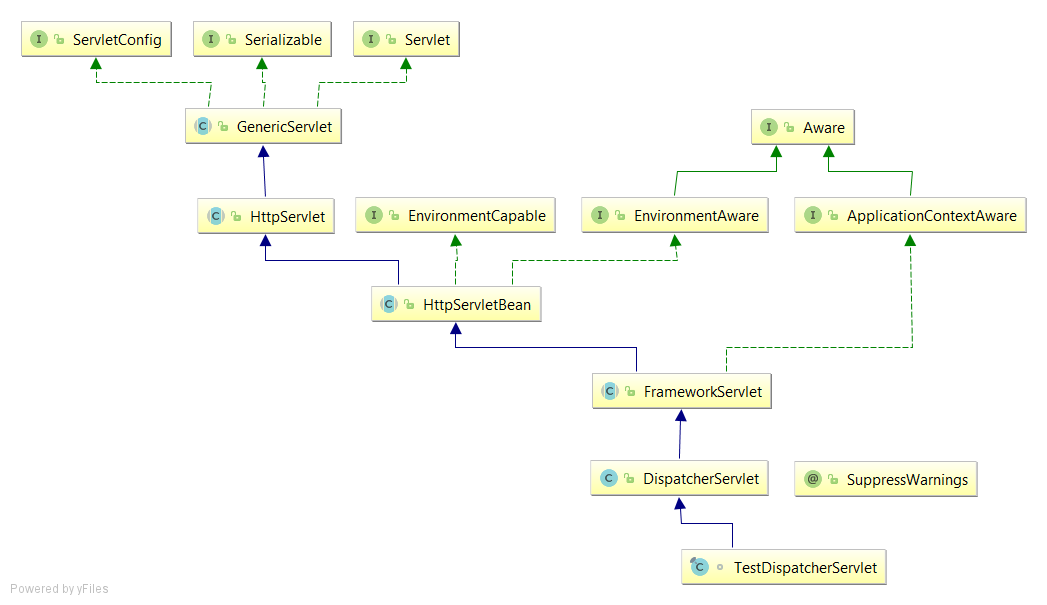 ServletConfig
Serializable
Servlet
GenericServlet
Aware
HttpServlet
EnvironmentCapable
EnvironmentAware
ApplicationContextAware
HttpServletBean
FrameworkServlet
DispatcherServlet
SuppressWarnings
TestDispatcherServlet
Powered by yFiles